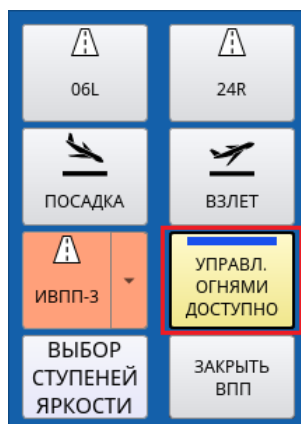 06L
24R
ПОСАДКА
ВЗЛЕТ
ИВПП-3
УПРАВЛ.
ОГНЯМИ
ДОСТУПНО
ВЫБОР
СТУПЕНЕЙ
ЯРКОСТИ
ЗАКРЫТЬ
ВПП